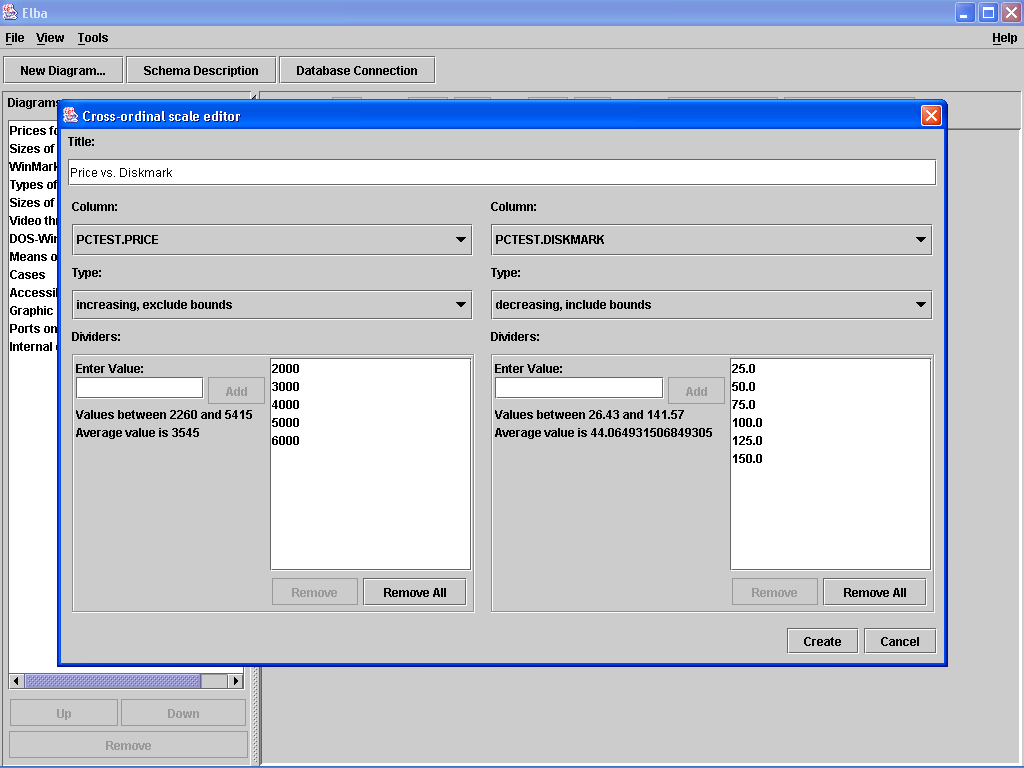 Elba
File View Tools Help
New Diagram... Schema Description Database Connection
Diagrams
Cross-ordinal scale editor
Prices
Sizes of
WinMark
Types of
Sizes of
Video
DOS-Win
Means
Cases
Graphic
Ports on
Internal
Title:
Price vs. Diskmark
Column: Column:
PCTEST.PRICE PCTEST.DISKMARK
Type: Type:
increasing, exclude bounds decreasing, include bounds
Dividers: Dividers:
Enter Value: Add
Values between 2260 and 5415
Average value is 3545
2000
3000
4000
5000
6000
Remove Remove All
Enter Value: Add
Values between 26.43 and 141.57
Average value is 44.064931506849305
25.0
50.0
75.0
100.0
125.0
150.0
Remove Remove All
Create Cancel
Up Down
Remove